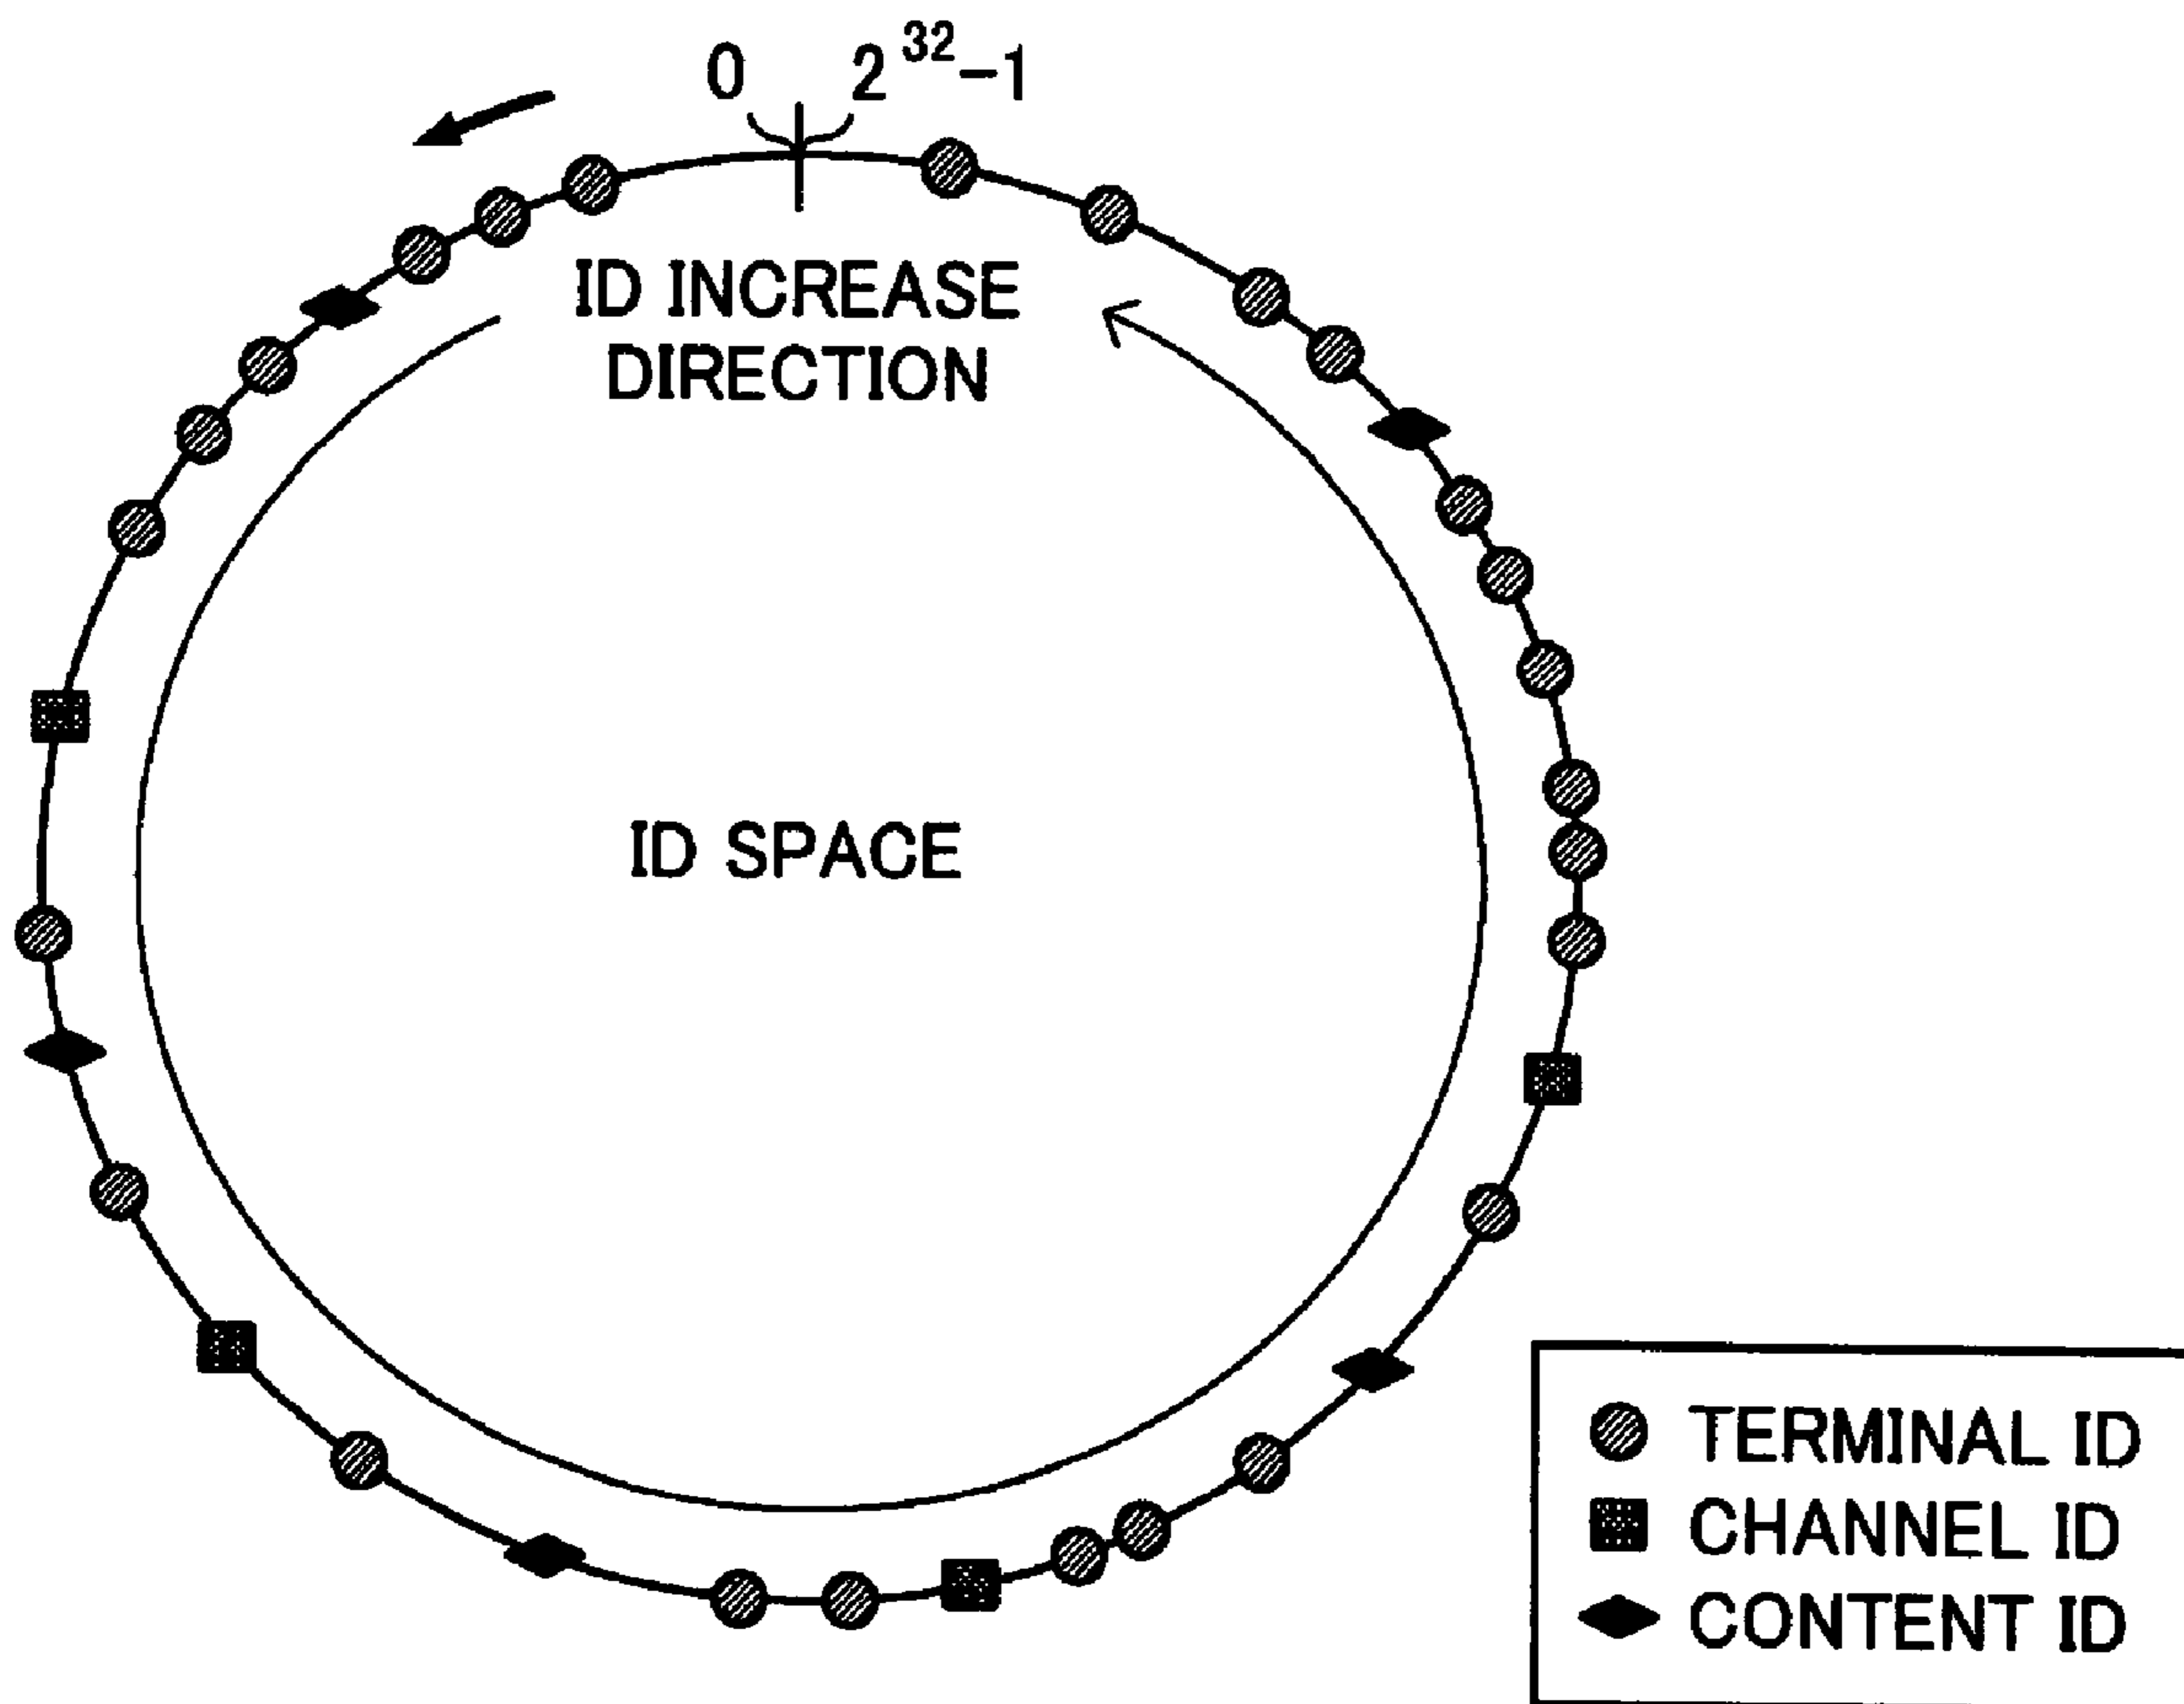 0 2^32-1
ID INCREASE
DIRECTION
ID SPACE
TERMINAL ID
CHANNEL ID
CONTENT ID